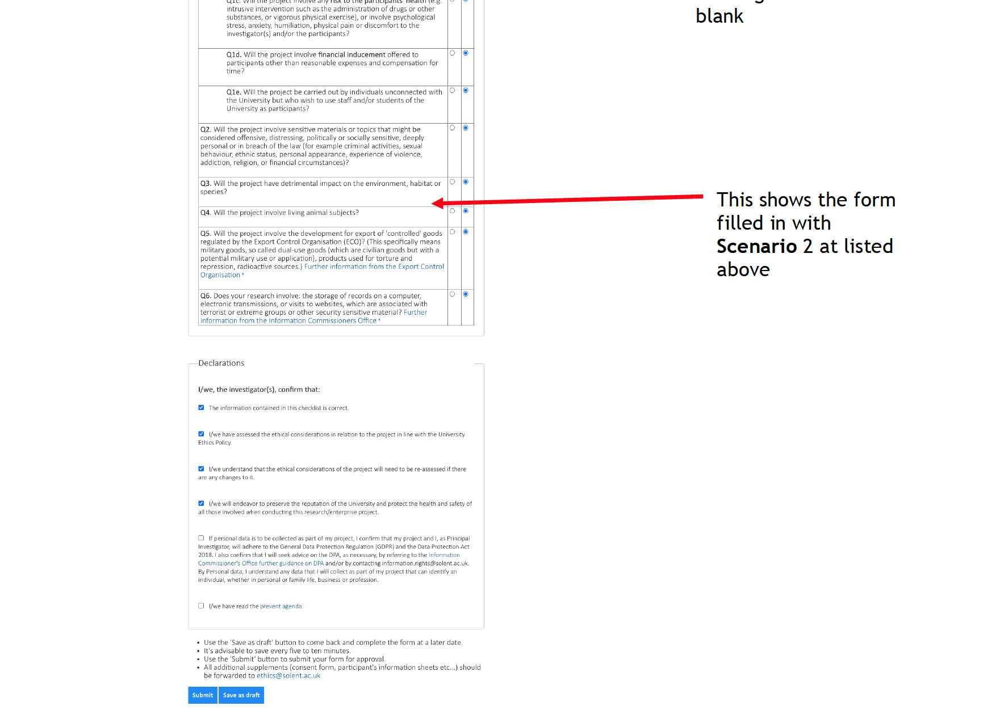 Q1c. Will the project involve any risk to the participants' health (e.g.
intrusive intervention such as the administration of drugs or other
substances, or vigorous physical exercise), or involve psychological
stress, anxiety, humiliation, physical pain or discomfort to the
investigator(s) and/or the participants?
blank
Q1d. Will the project involve financial inducement offered to
participants other than reasonable expenses and compensation for
time?
Q1e. Will the project be carried out by individuals unconnected with
the University but who wish to use staff and/or students of the
University as participants?
Q2. Will the project involve sensitive materials or topics that might be
considered offensive, distressing, politically or socially sensitive, deeply
personal or in breach of the law (for example criminal activities, sexual
behaviour, ethnic status, personal appearance, experience of violence,
addiction, religion, or financial circumstances)?
Q3. Will the project have detrimental impact on the environment, habitat or
species?
Q4. Will the project involve living animal subjects?
This shows the form
filled in with
Scenario 2 at listed
above
Q5. Will the project involve the development for export of 'controlled' goods
regulated by the Export Control Organisation (ECO)? (This specifically means
military goods, so called dual-use goods (which are civilian goods but with a
potential military use or application), products used for torture and
repression, radioactive sources.) Further information from the Export Control
Organisation
Q6. Does your research involve: the storage of records on a computer,
electronic transmissions, or visits to websites, which are associated with
terrorist or extreme groups or other security sensitive material? Further
information from the Information Commissioners Office
Declarations
I/we, the investigator(s), confirm that:
The information contained in this checklist is correct.
I/we have assessed the ethical considerations in relation to the project in line with the University
Ethics Policy.
I/we understand that the ethical considerations of the project will need to be re-assessed if there
are any changes to it.
I/we will endeavor to preserve the reputation of the University and protect the health and safety of
all those involved when conducting this research/enterprise project.
If personal data is to be collected as part of my project, I confirm that my project and I, as Principal
Investigator, will adhere to the General Data Protection Regulation (GDPR) and the Data Protection Act
2018. I also confirm that I will seek advice on the DPA, as necessary, by referring to the Information
Commissioner's Office further guidance on DPA and/or by contacting information.rights@solent.ac.uk.
By Personal data, I understand any data that I will collect as part of my project that can identify an
individual, whether in personal or family life, business or profession.
I/we have read the prevent agenda.
• Use the 'Save as draft' button to come back and complete the form at a later date.
• It's advisable to save every five to ten minutes.
• Use the 'Submit' button to submit your form for approval.
• All additional supplements (consent form, participant's information sheets etc...) should
be forwarded to ethics@solent.ac.uk
Submit Save as draft